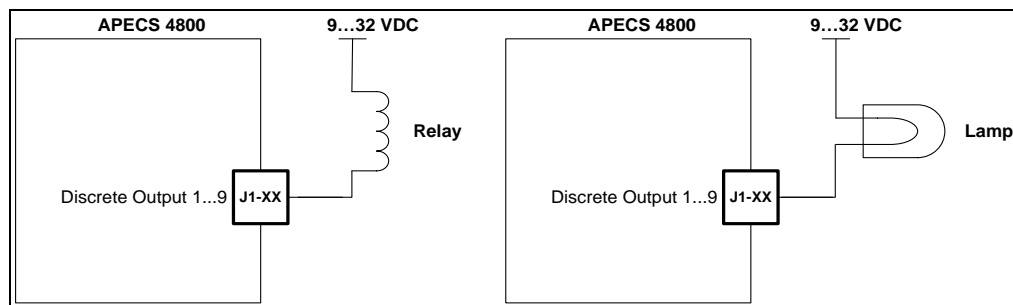 APECS 4800
9...32 VDC
Relay
Discrete Output 1...9
J1-XX
APECS 4800
9...32 VDC
Lamp
Discrete Output 1...9
J1-XX